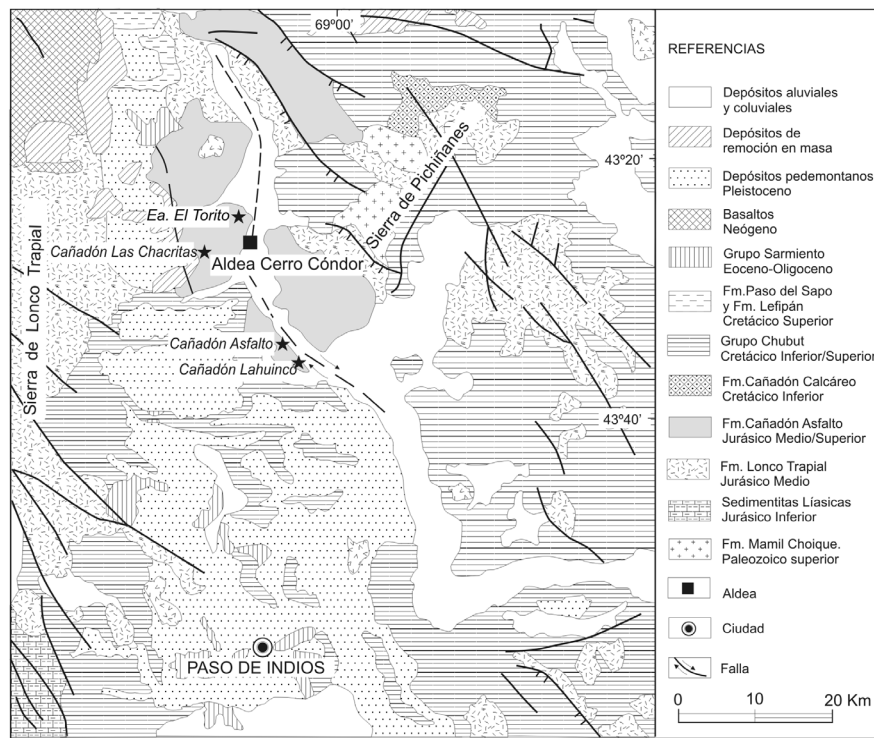 69º00'
43º20'
Sierra de Pichiñanes
Ea. El Torito
Cañadón Las Chacritas
Aldea Cerro Cóndor
Sierra de Lonco Trapial
Cañadón Asfalto
Cañadón Lahuincó
43º40'
PASO DE INDIOS
REFERENCIAS
Depósitos aluviales
y coluviales
Depósitos de
remoción en masa
Depósitos pedemontanos
Pleistoceno
Basaltos
Neógeno
Grupo Sarmiento
Eoceno-Oligoceno
Fm.Paso del Sapo
y Fm. Lefipán
Cretácico Superior
Grupo Chubut
Cretácico Inferior/Superior
Fm.Cañadón Calcáreo
Cretácico Inferior
Fm.Cañadón Asfalto
Jurásico Medio/Superior
Fm. Lonco Trapial
Jurásico Medio
Sedimentitas Líasicas
Jurásico Inferior
Fm. Mamil Choique.
Paleozoico superior
Aldea
Ciudad
Falla
0 10 20 Km